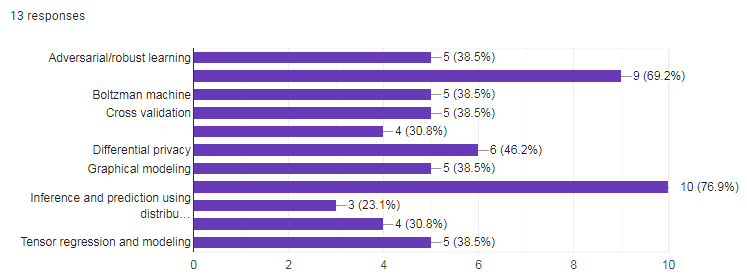 13 responses
Adversarial/robust learning
5 (38.5%)
9 (69.2%)
Boltzman machine
5 (38.5%)
Cross validation
5 (38.5%)
4 (30.8%)
Differential privacy
6 (46.2%)
Graphical modeling
5 (38.5%)
10 (76.9%)
Inference and prediction using
distribu…
3 (23.1%)
4 (30.8%)
Tensor regression and modeling
5 (38.5%)
0 2 4 6 8 10